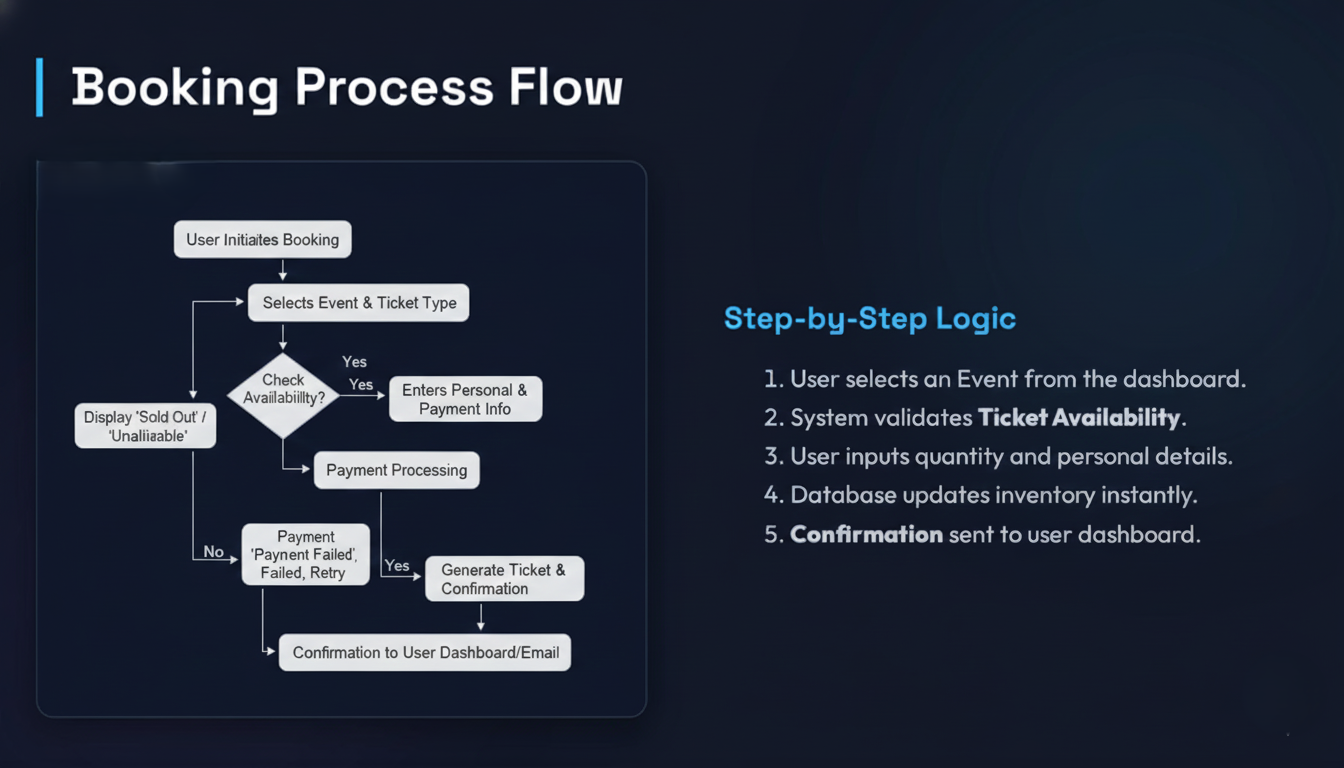 Booking Process Flow
User Initiaites Booking
Selects Event & Ticket Type
Check
Availiabiillty?
Yes
Yes
Enters Personal &
Payment Info
Display 'Sold Out' /
'Unalliaable'
Payment Processing
No
Payment
'Paynent Failed',
Failed, Retry
Yes
Generate Ticket &
Confirmation
Confirmation to User Dashboard/Email
Step-by-Step Logic
1. User selects an Event from the dashboard.
2. System validates Ticket Availability.
3. User inputs quantity and personal details.
4. Database updates inventory instantly.
5. Confirmation sent to user dashboard.